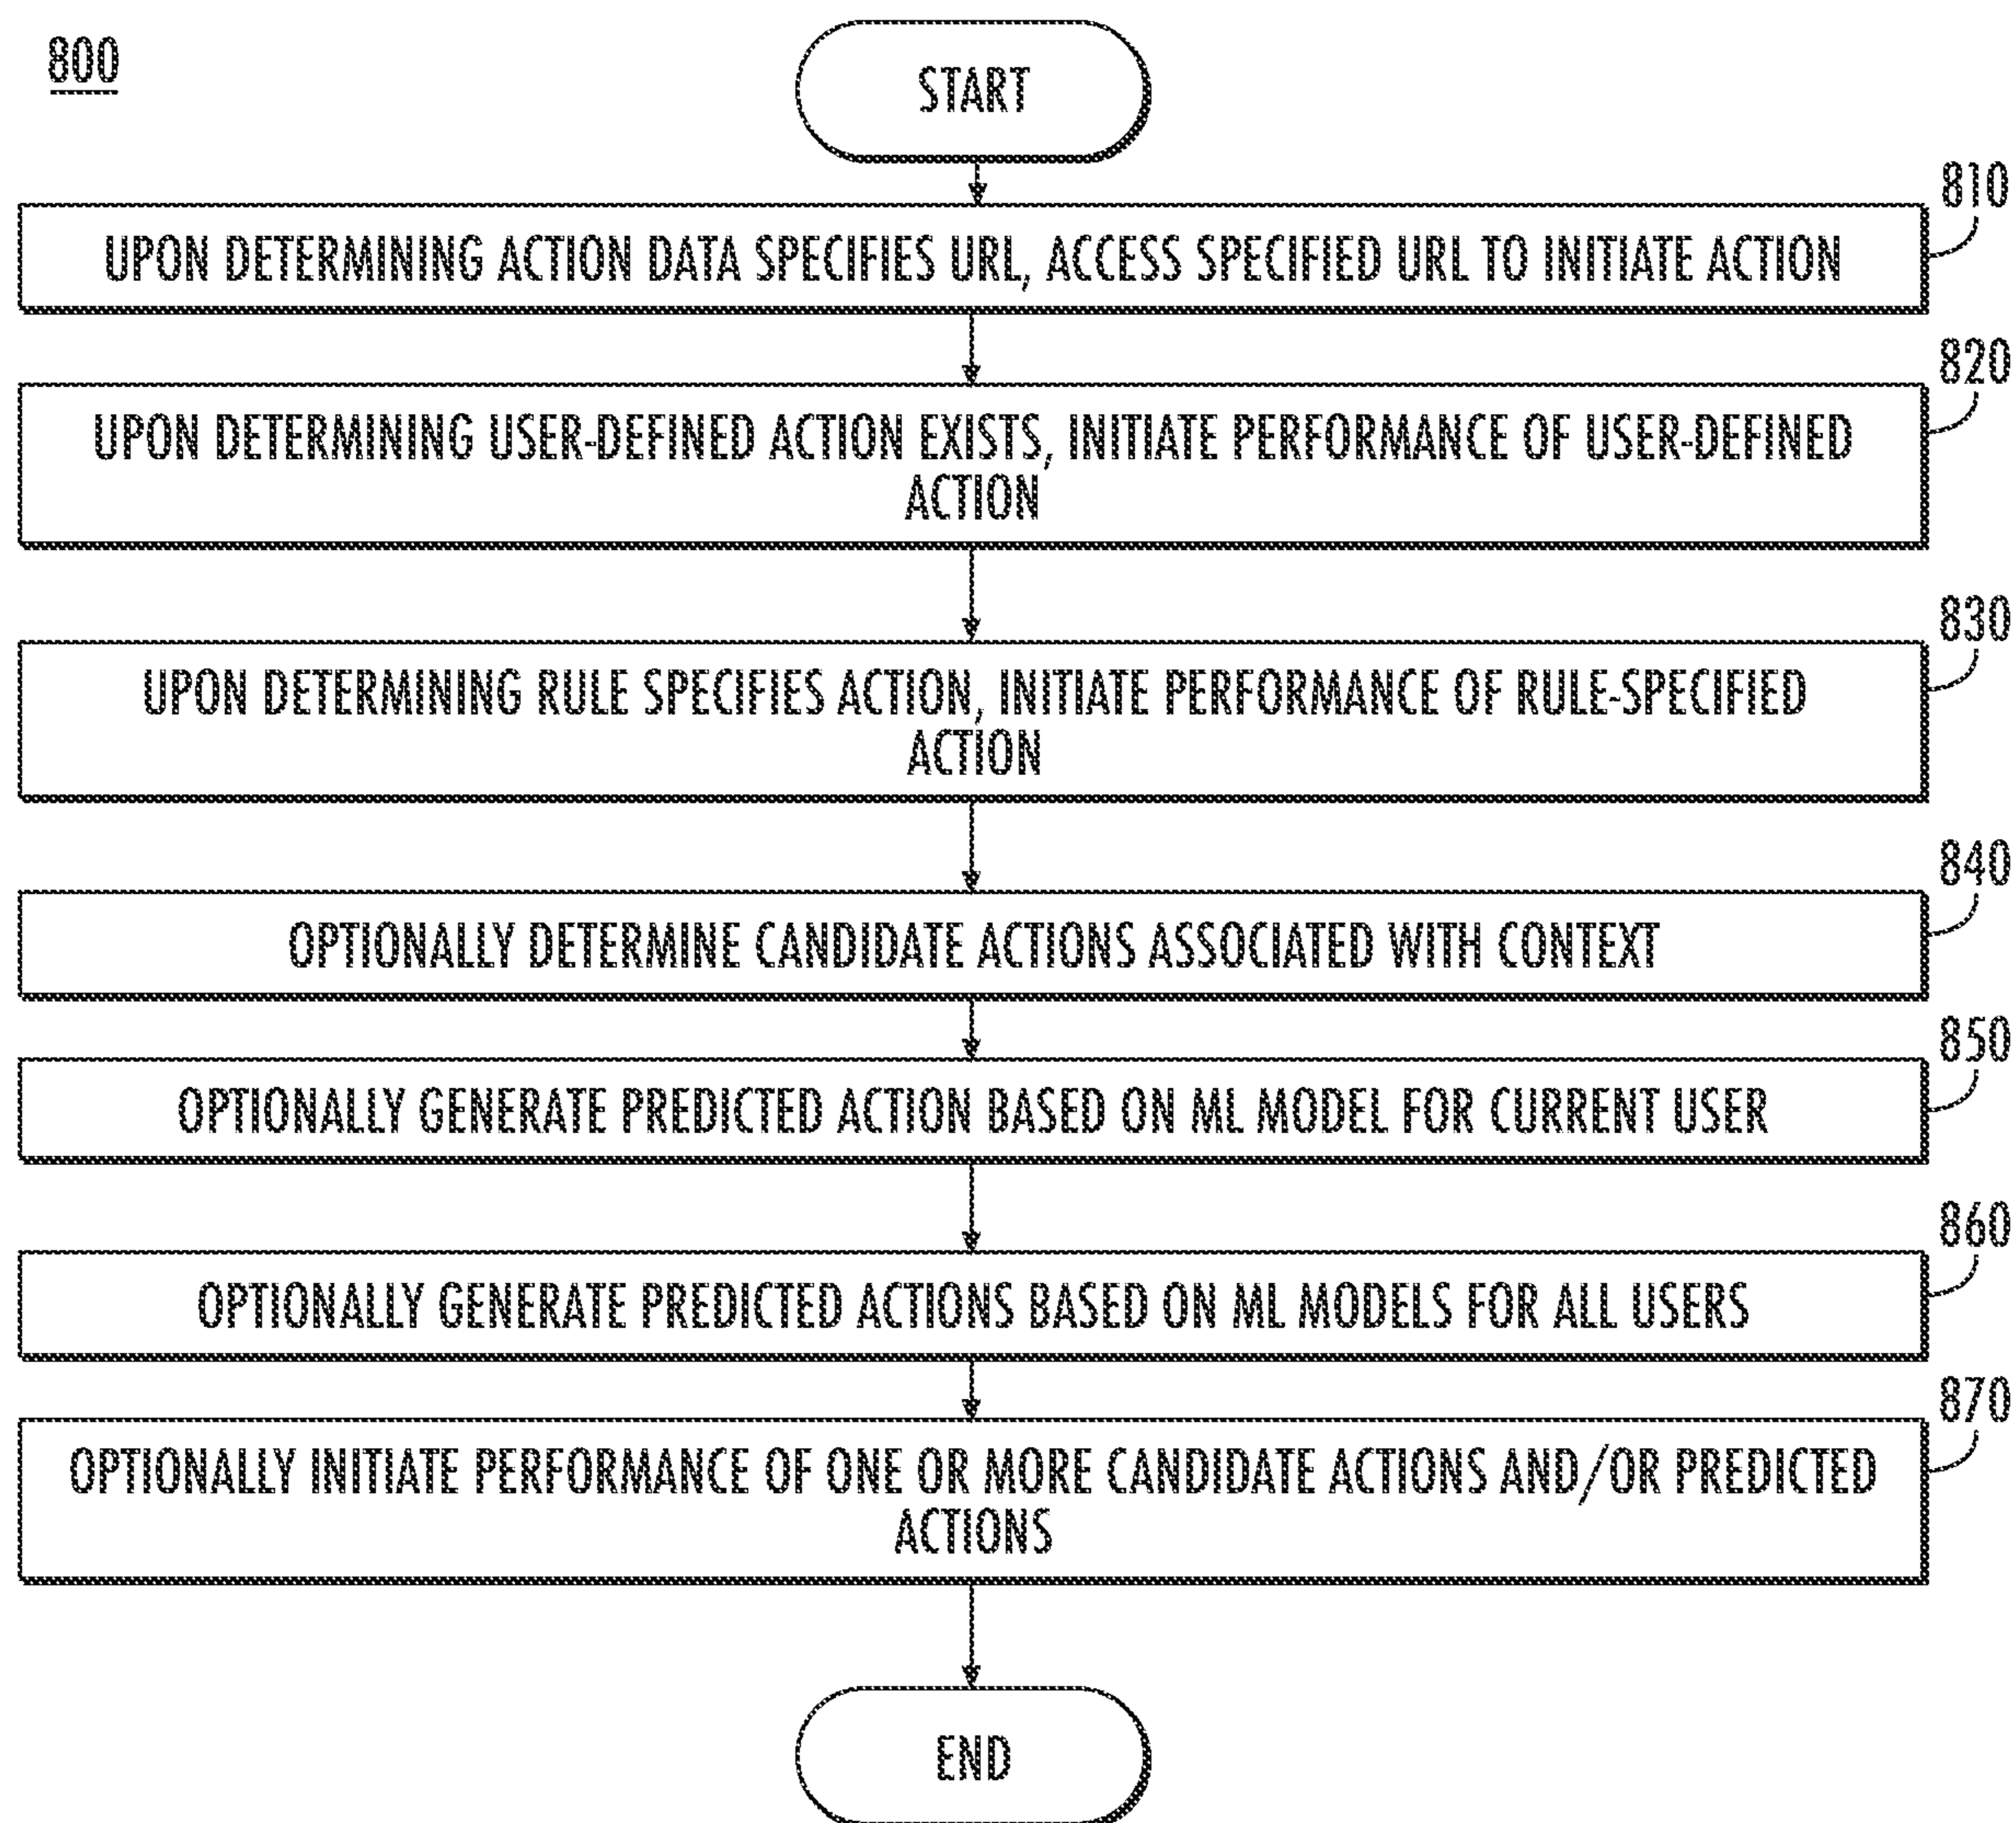 800
START
810
UPON DETERMINING ACTION DATA SPECIFIES URL, ACCESS SPECIFIED URL TO INITIATE ACTION
820
UPON DETERMINING USER-DEFINED ACTION EXISTS, INITIATE PERFORMANCE OF USER-DEFINED
ACTION
830
UPON DETERMINING RULE SPECIFIES ACTION, INITIATE PERFORMANCE OF RULE-SPECIFIED
ACTION
840
OPTIONALLY DETERMINE CANDIDATE ACTIONS ASSOCIATED WITH CONTEXT
850
OPTIONALLY GENERATE PREDICTED ACTION BASED ON ML MODEL FOR CURRENT USER
860
OPTIONALLY GENERATE PREDICTED ACTIONS BASED ON ML MODELS FOR ALL USERS
870
OPTIONALLY INITIATE PERFORMANCE OF ONE OR MORE CANDIDATE ACTIONS AND/OR PREDICTED
ACTIONS
END